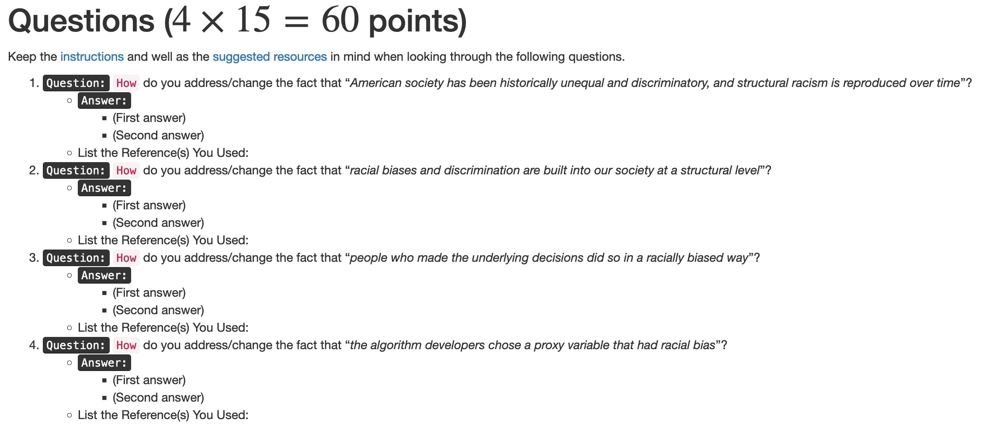 Questions (4 × 15 = 60 points)
Keep the instructions and well as the suggested resources in mind when looking through the following questions.
1. Question: How do you address/change the fact that “American society has been historically unequal and discriminatory, and structural racism is reproduced over time”?
◦ Answer:
▪ (First answer)
▪ (Second answer)
◦ List the Reference(s) You Used:
2. Question: How do you address/change the fact that “racial biases and discrimination are built into our society at a structural level”?
◦ Answer:
▪ (First answer)
▪ (Second answer)
◦ List the Reference(s) You Used:
3. Question: How do you address/change the fact that “people who made the underlying decisions did so in a racially biased way”?
◦ Answer:
▪ (First answer)
▪ (Second answer)
◦ List the Reference(s) You Used:
4. Question: How do you address/change the fact that “the algorithm developers chose a proxy variable that had racial bias”?
◦ Answer:
▪ (First answer)
▪ (Second answer)
◦ List the Reference(s) You Used: